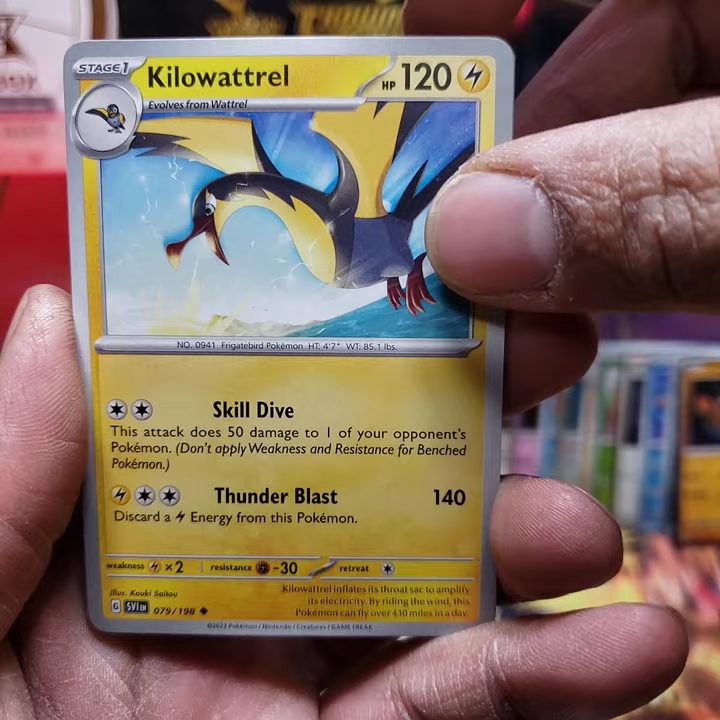 STAGE1 Kilowattrel HP 120
Evolves from Wattrel
NO. 0941 Frigatebird Pokémon HT: 4'7" WT: 85.1 lbs.
Skill Dive
This attack does 50 damage to 1 of your opponent's
Pokémon. (Don't apply Weakness and Resistance for Benched
Pokémon.)
Thunder Blast 140
Discard a Energy from this Pokémon.
weakness ×2 resistance -30 retreat
Illus. Kouki Saitou
G SVI EN 079/198
Kilowattrel inflates its throat sac to amplify
its electricity. By riding the wind, this
Pokémon can fly over 430 miles in a day.
©2023 Pokémon / Nintendo / Creatures / GAME FREAK